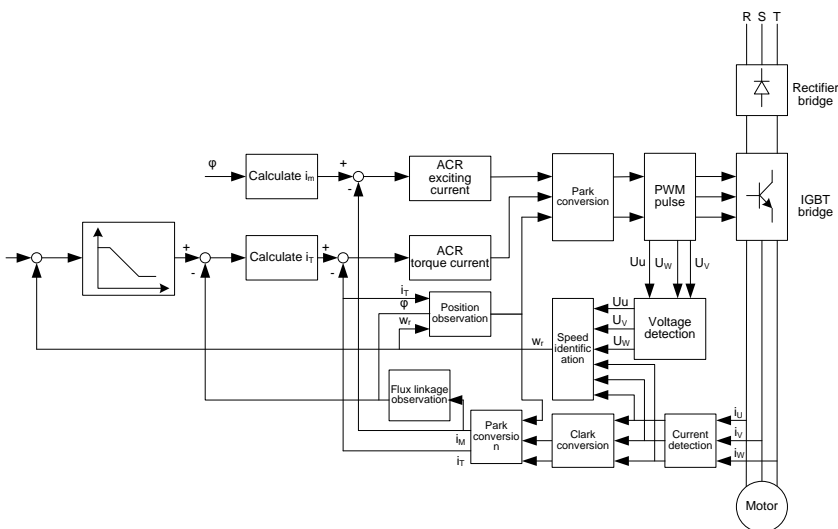 R S T
Rectifier
bridge
φ
Calculate im
+
-
ACR
exciting
current
Park
conversion
PWM
pulse
IGBT
bridge
+
-
Calculate iT
+
-
ACR
torque current
Uu UW UV
iT
φ
wr
Position
observation
Uu
UV
UW
Voltage
detection
wr
Speed
identific
ation
Flux linkage
observation
iM
iT
Park
conversio
n
Clark
conversion
Current
detection
iU
iV
iW
Motor